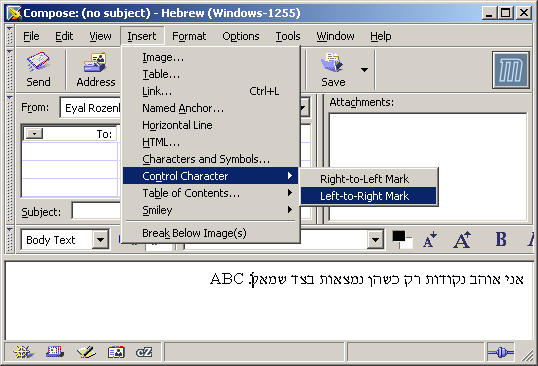 Compose: (no subject) - Hebrew (Windows-1255)
File Edit View Insert Format Options Tools Window Help
Send Address Save
Image...
Table...
Link... Ctrl+L
Named Anchor...
Horizontal Line
HTML...
Characters and Symbols...
Control Character
Table of Contents...
Smiley
Break Below Image(s)
Right-to-Left Mark
Left-to-Right Mark
From: Eyal Rozenl
Attachments:
To:
Subject:
Body Text
A A B I
אני אוהב נקודות רק כשהן נמצאות בצד שמאל. ABC
cZ